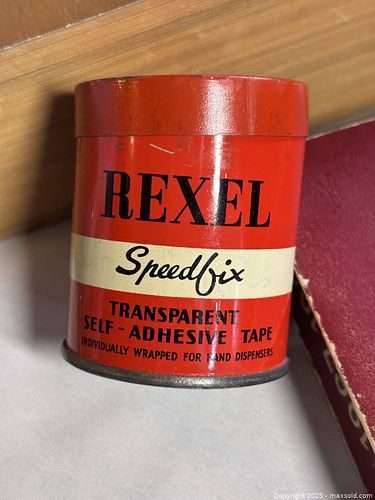 REXEL
Speedfix
TRANSPARENT
SELF-ADHESIVE TAPE
INDIVIDUALLY WRAPPED FOR HAND DISPENSERS
Copyright 2025 - maxsold.com